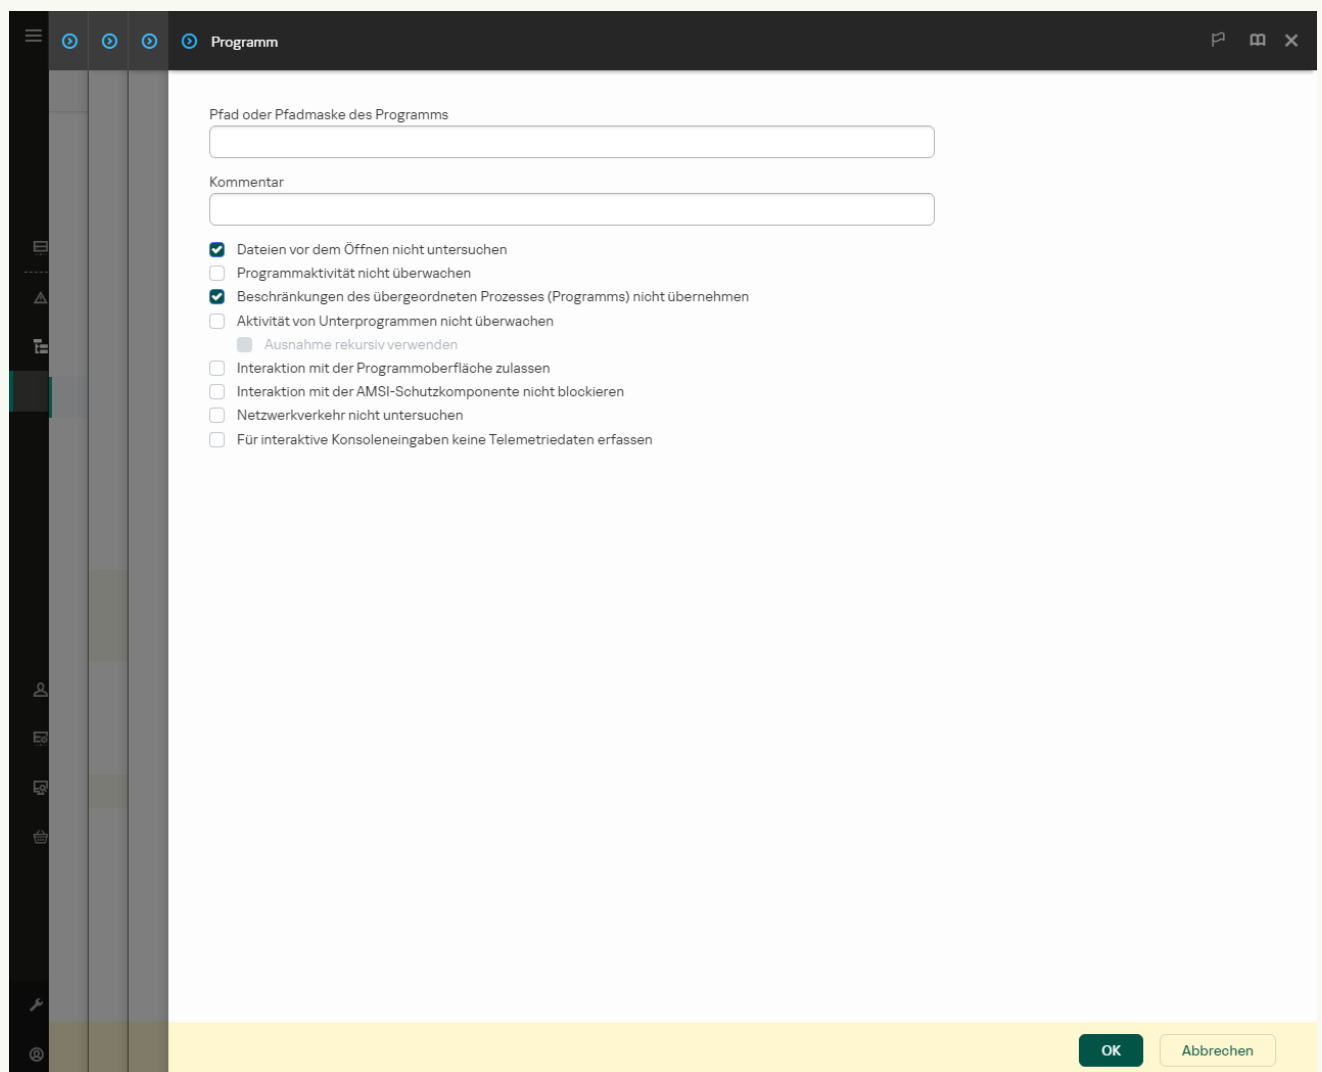 Programm
Pfad oder Pfadmaske des Programms
Kommentar
Dateien vor dem Öffnen nicht untersuchen
Programmaktivität nicht überwachen
Beschränkungen des übergeordneten Prozesses (Programms) nicht übernehmen
Aktivität von Unterprogrammen nicht überwachen
Ausnahme rekursiv verwenden
Interaktion mit der Programmoberfläche zulassen
Interaktion mit der AMSI-Schutzkomponente nicht blockieren
Netzwerkverkehr nicht untersuchen
Für interaktive Konsoleneingaben keine Telemetriedaten erfassen
OK Abbrechen